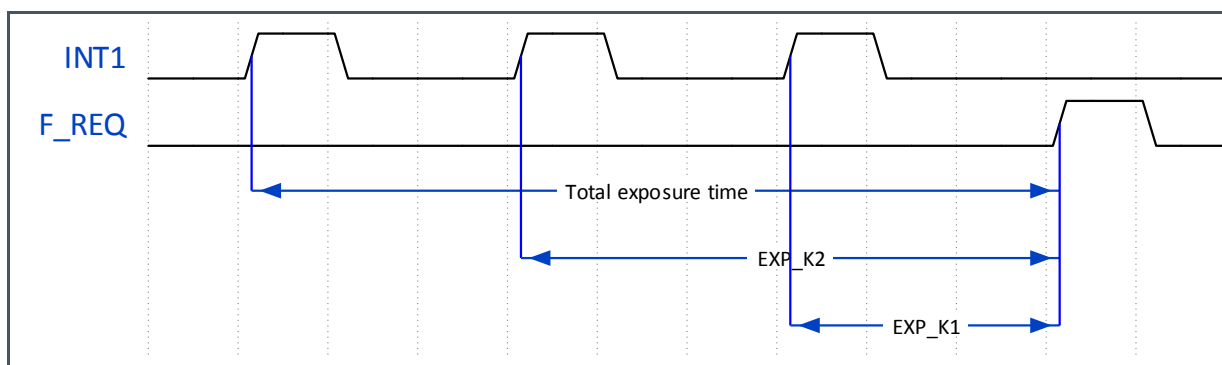 INT1
F_REQ
Total exposure time
EXP_K2
EXP_K1